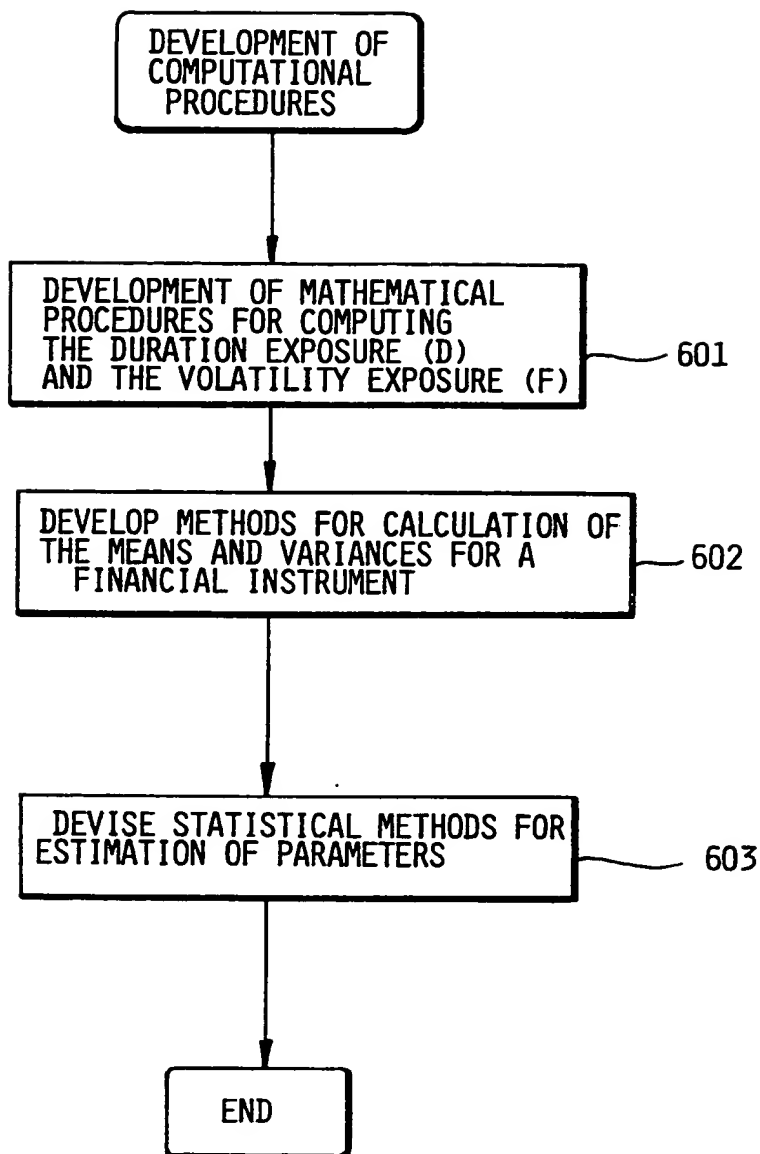 DEVELOPMENT OF
COMPUTATIONAL
PROCEDURES
DEVELOPMENT OF MATHEMATICAL
PROCEDURES FOR COMPUTING
THE DURATION EXPOSURE (D)
AND THE VOLATILITY EXPOSURE (F)
601
DEVELOP METHODS FOR CALCULATION OF
THE MEANS AND VARIANCES FOR A
FINANCIAL INSTRUMENT
602
DEVISE STATISTICAL METHODS FOR
ESTIMATION OF PARAMETERS
603
END